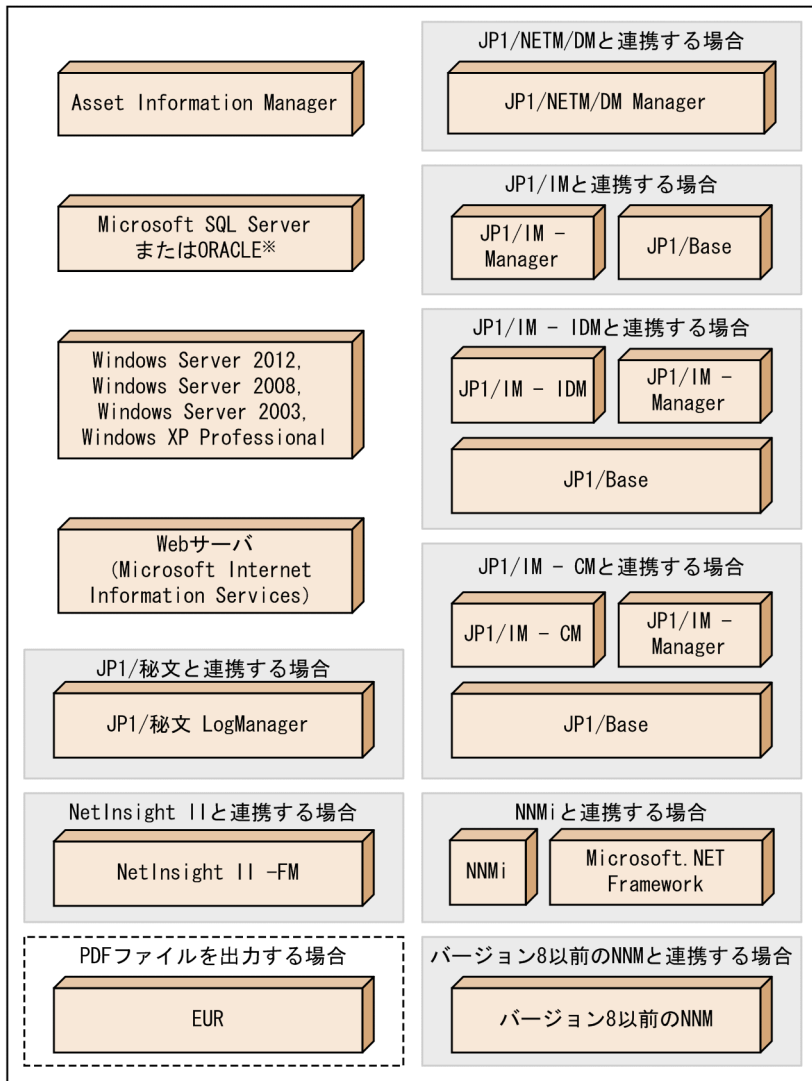 Asset Information Manager
Microsoft SQL Server
またはORACLE※
Windows Server 2012,
Windows Server 2008,
Windows Server 2003,
Windows XP Professional
Webサーバ
(Microsoft Internet
Information Services)
JP1/秘文と連携する場合
JP1/秘文 LogManager
NetInsight IIと連携する場合
NetInsight II -FM
PDFファイルを出力する場合
EUR
JP1/NETM/DMと連携する場合
JP1/NETM/DM Manager
JP1/IMと連携する場合
JP1/IM -
Manager
JP1/Base
JP1/IM - IDMと連携する場合
JP1/IM - IDM
JP1/IM -
Manager
JP1/Base
JP1/IM - CMと連携する場合
JP1/IM - CM
JP1/IM -
Manager
JP1/Base
NNMiと連携する場合
NNMi
Microsoft.NET
Framework
バージョン8以前のNNMと連携する場合
バージョン8以前のNNM